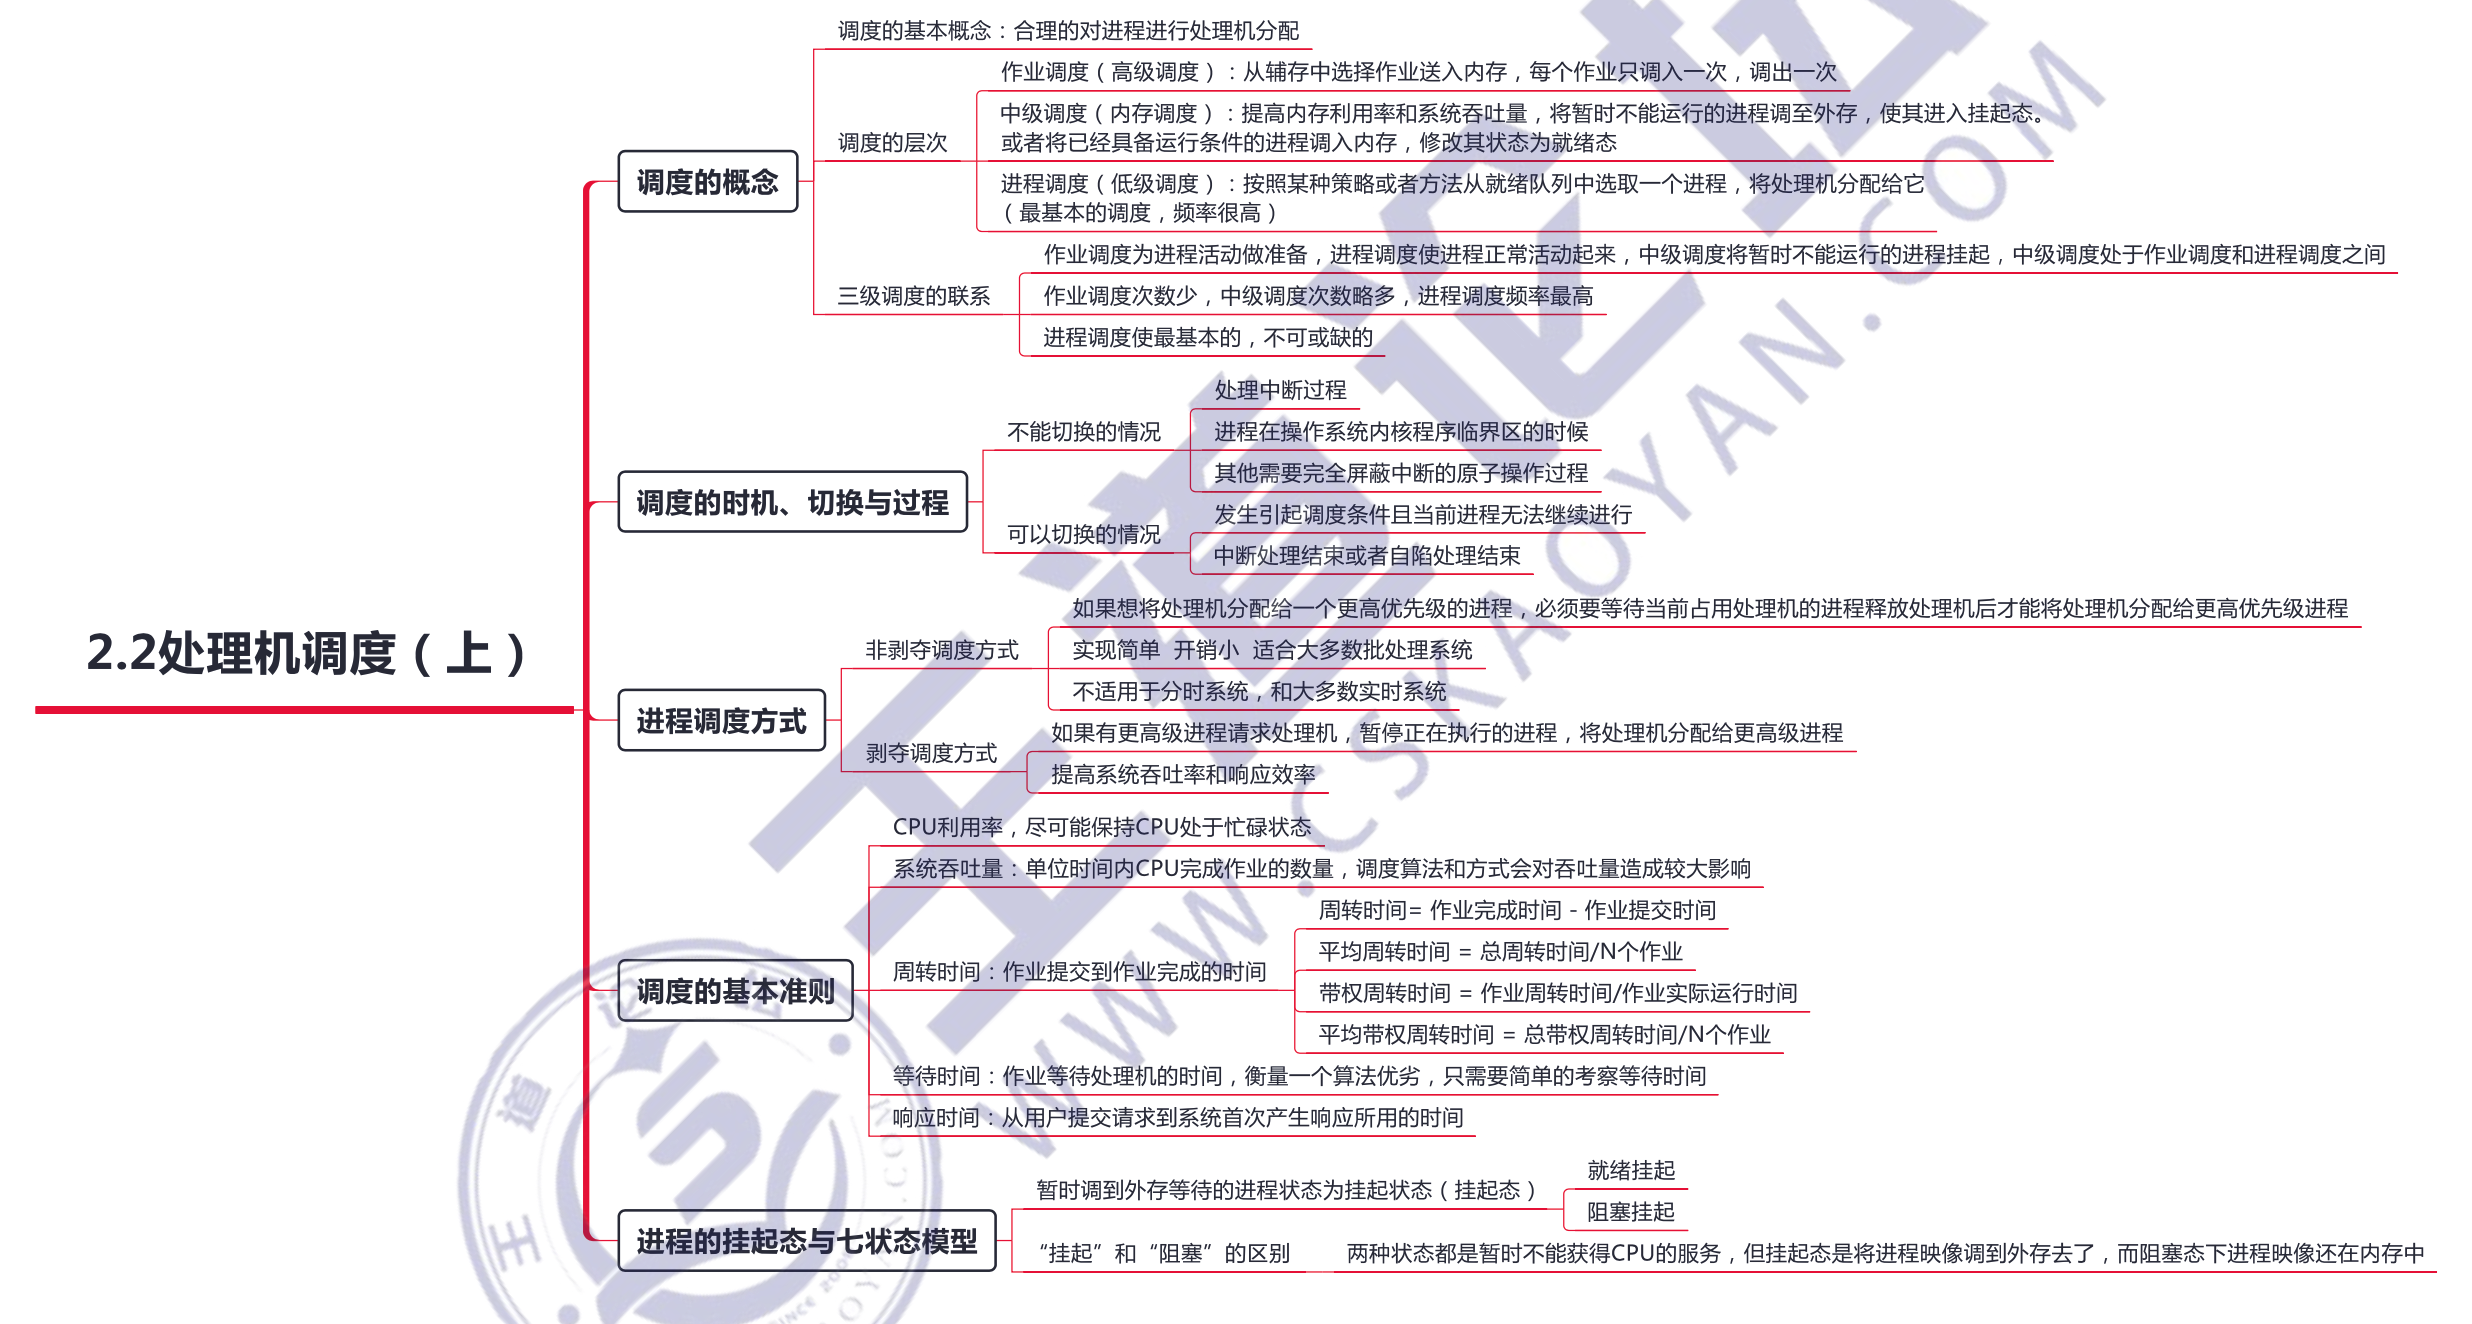 2.2处理机调度（上）
调度的概念
调度的基本概念：合理的对进程进行处理机分配
调度的层次
作业调度（高级调度）：从辅存中选择作业送入内存，每个作业只调入一次，调出一次
中级调度（内存调度）：提高内存利用率和系统吞吐量，将暂时不能运行的进程调至外存，使其进入挂起态。
或者将已经具备运行条件的进程调入内存，修改其状态为就绪态
进程调度（低级调度）：按照某种策略或者方法从就绪队列中选取一个进程，将处理机分配给它
（最基本的调度，频率很高）
三级调度的联系
作业调度为进程活动做准备，进程调度使进程正常活动起来，中级调度将暂时不能运行的进程挂起，中级调度处于作业调度和进程调度之间
作业调度次数少，中级调度次数略多，进程调度频率最高
进程调度使最基本的，不可或缺的
调度的时机、切换与过程
不能切换的情况
处理中断过程
进程在操作系统内核程序临界区的时候
其他需要完全屏蔽中断的原子操作过程
可以切换的情况
发生引起调度条件且当前进程无法继续进行
中断处理结束或者自陷处理结束
进程调度方式
非剥夺调度方式
如果想将处理机分配给一个更高优先级的进程，必须要等待当前占用处理机的进程释放处理机后才能将处理机分配给更高优先级进程
实现简单 开销小 适合大多数批处理系统
不适用于分时系统，和大多数实时系统
剥夺调度方式
如果有更高级进程请求处理机，暂停正在执行的进程，将处理机分配给更高级进程
提高系统吞吐率和响应效率
调度的基本准则
CPU利用率，尽可能保持CPU处于忙碌状态
系统吞吐量：单位时间内CPU完成作业的数量，调度算法和方式会对吞吐量造成较大影响
周转时间：作业提交到作业完成的时间
周转时间= 作业完成时间 - 作业提交时间
平均周转时间 = 总周转时间/N个作业
带权周转时间 = 作业周转时间/作业实际运行时间
平均带权周转时间 = 总带权周转时间/N个作业
等待时间：作业等待处理机的时间，衡量一个算法优劣，只需要简单的考察等待时间
响应时间：从用户提交请求到系统首次产生响应所用的时间
进程的挂起态与七状态模型
暂时调到外存等待的进程状态为挂起状态（挂起态）
就绪挂起
阻塞挂起
“挂起”和“阻塞”的区别
两种状态都是暂时不能获得CPU的服务，但挂起态是将进程映像调到外存去了，而阻塞态下进程映像还在内存中
王道论坛
WWW.CSKAOYAN.COM
王道论坛